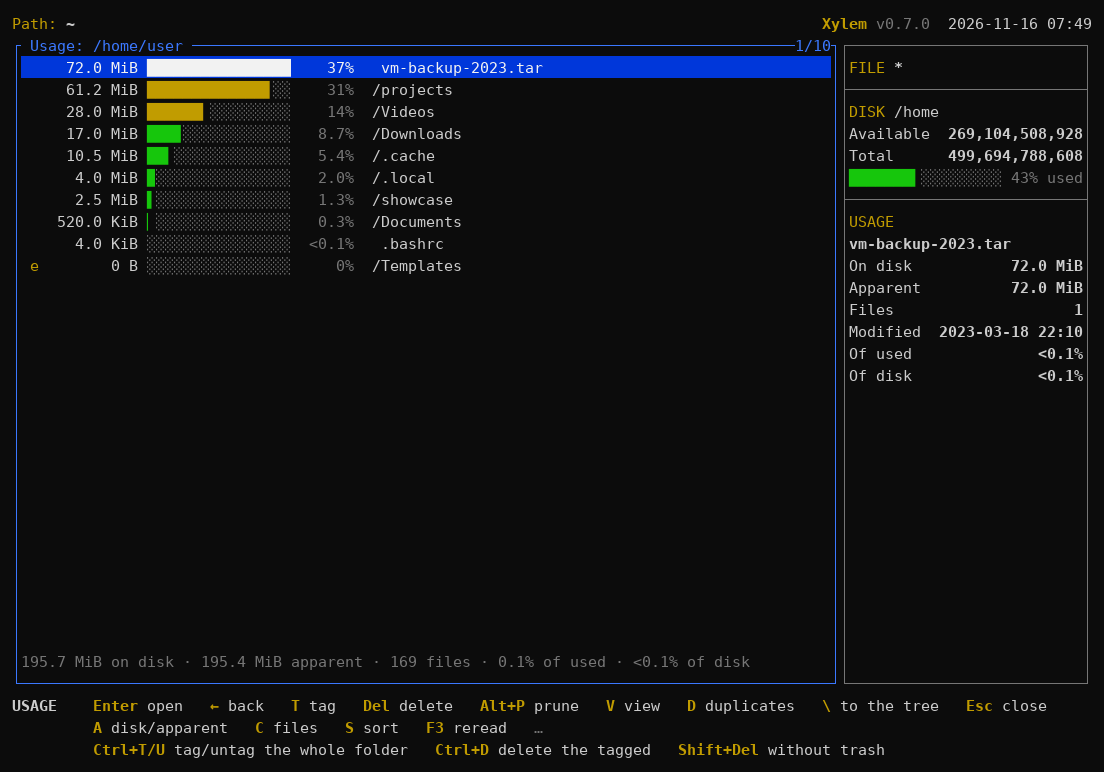 Path: ~ Xylem v0.7.0 2026-11-16 07:49
Usage: /home/user 1/10
72.0 MiB 37% vm-backup-2023.tar
61.2 MiB 31% /projects
28.0 MiB 14% /Videos
17.0 MiB 8.7% /Downloads
10.5 MiB 5.4% /.cache
4.0 MiB 2.0% /.local
2.5 MiB 1.3% /showcase
520.0 KiB 0.3% /Documents
4.0 KiB <0.1% .bashrc
e 0 B 0% /Templates
195.7 MiB on disk · 195.4 MiB apparent · 169 files · 0.1% of used · <0.1% of disk
FILE *
DISK /home
Available 269,104,508,928
Total 499,694,788,608
43% used
USAGE
vm-backup-2023.tar
On disk 72.0 MiB
Apparent 72.0 MiB
Files 1
Modified 2023-03-18 22:10
Of used <0.1%
Of disk <0.1%
USAGE Enter open ← back T tag Del delete Alt+P prune V view D duplicates \ to the tree Esc close
A disk/apparent C files S sort F3 reread …
Ctrl+T/U tag/untag the whole folder Ctrl+D delete the tagged Shift+Del without trash